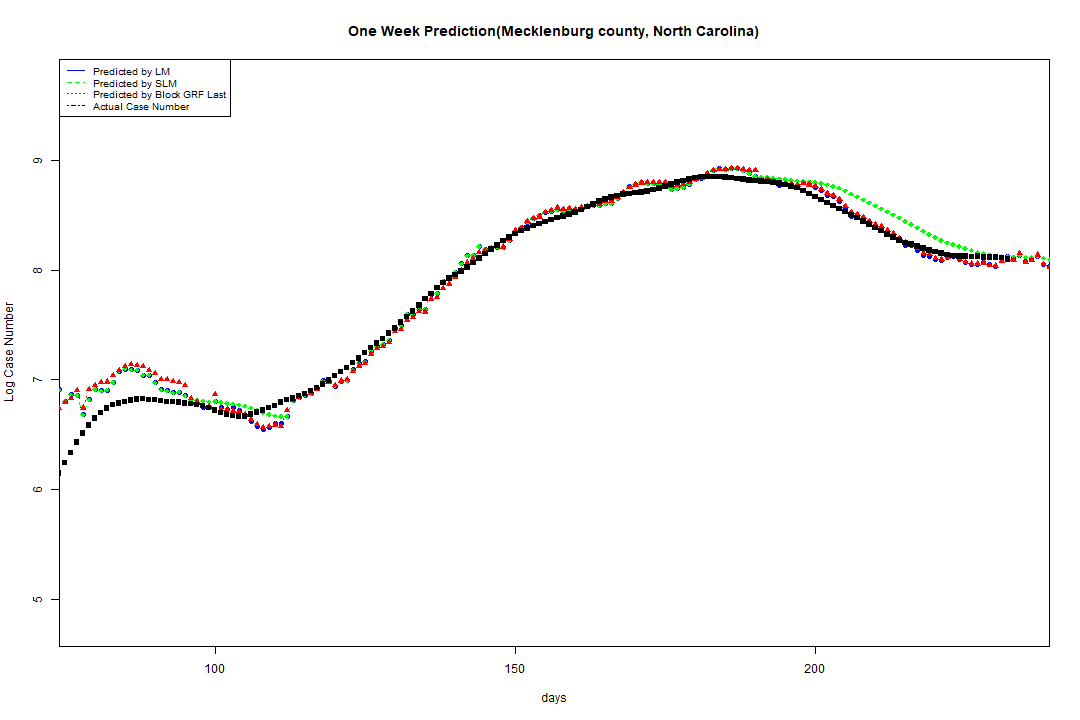 One Week Prediction(Mecklenburg county, North Carolina)
Predicted by LM
Predicted by SLM
Predicted by Block GRF Last
Actual Case Number
9
8
7
6
5
Log Case Number
100 150 200
days